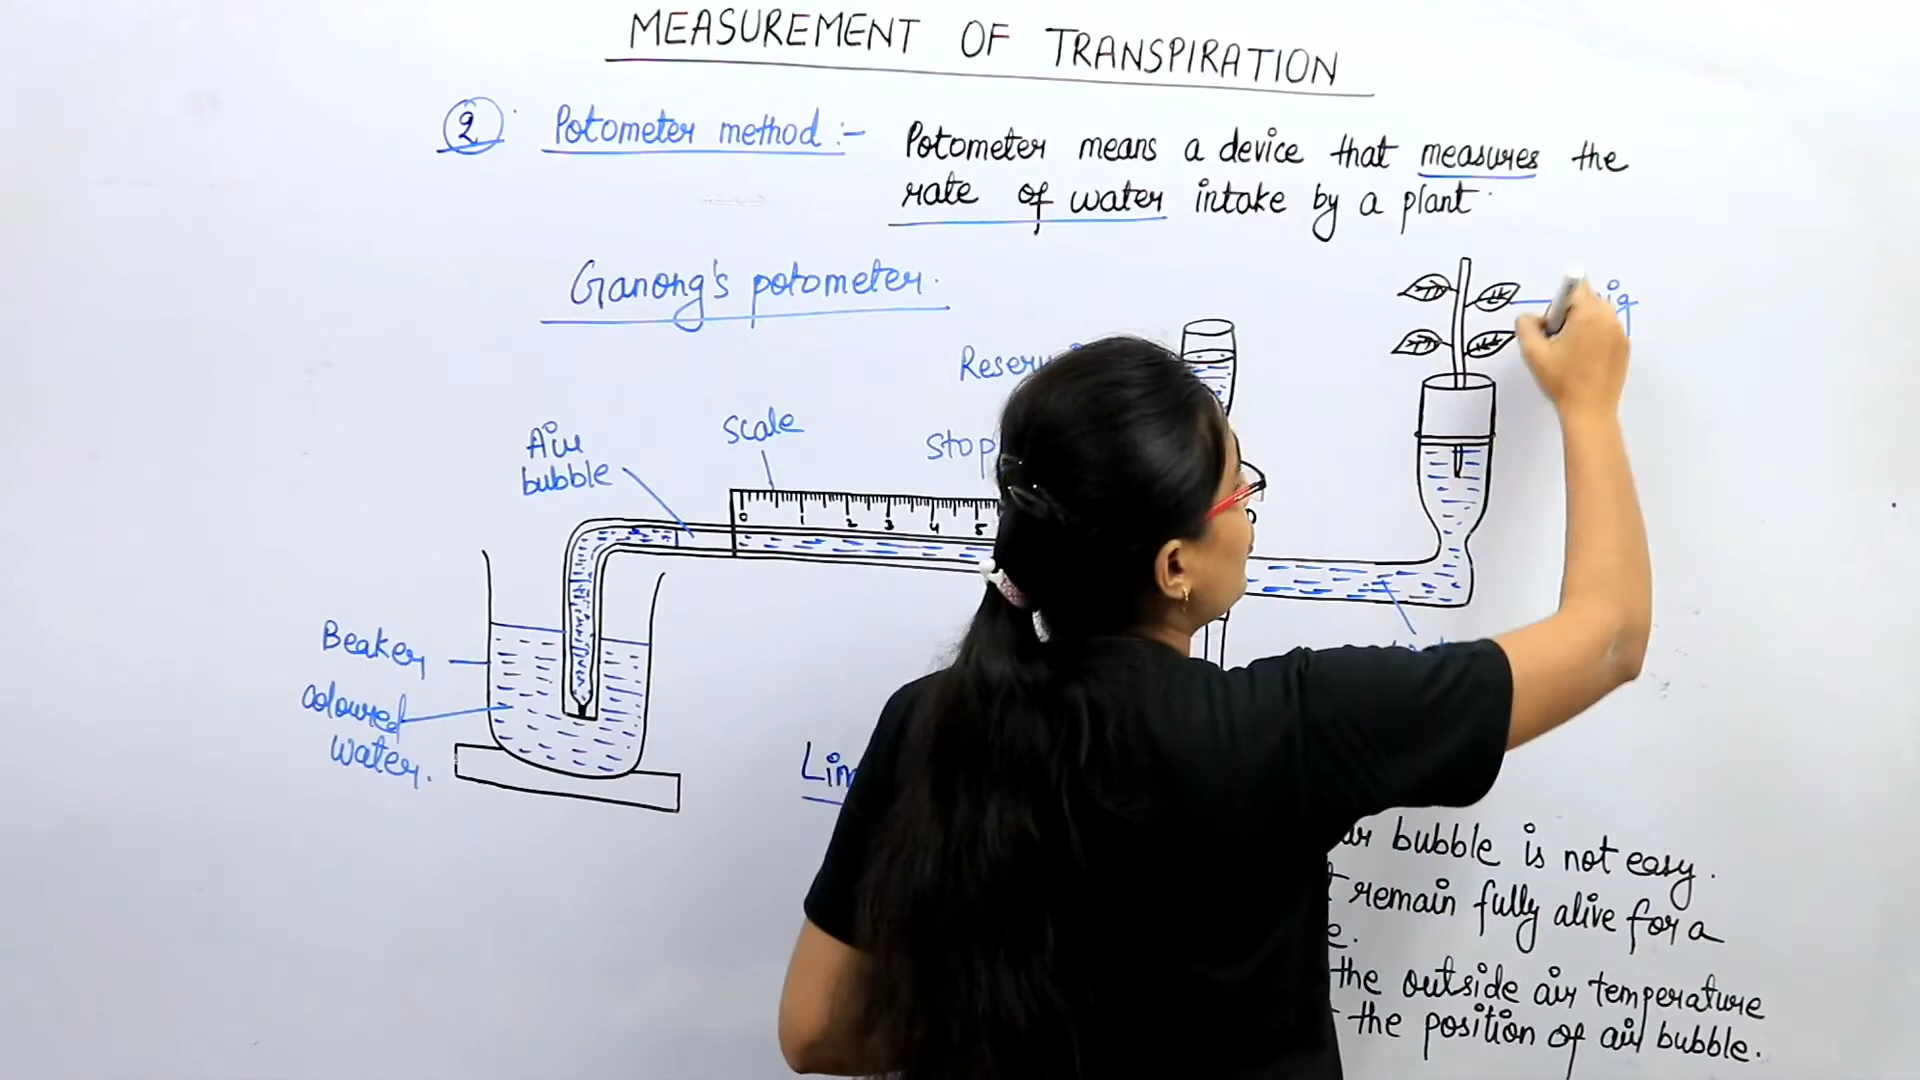 MEASUREMENT OF TRANSPIRATION
2 Potometer method :- Potometer means a device that measures the
rate of water intake by a plant.
Ganong's potometer.
Air
bubble
Scale
0 1 2 3 4 5
Beaker
coloured
water.
bubble is not easy.
remain fully alive for a
the outside air temperature
the position of air bubble.